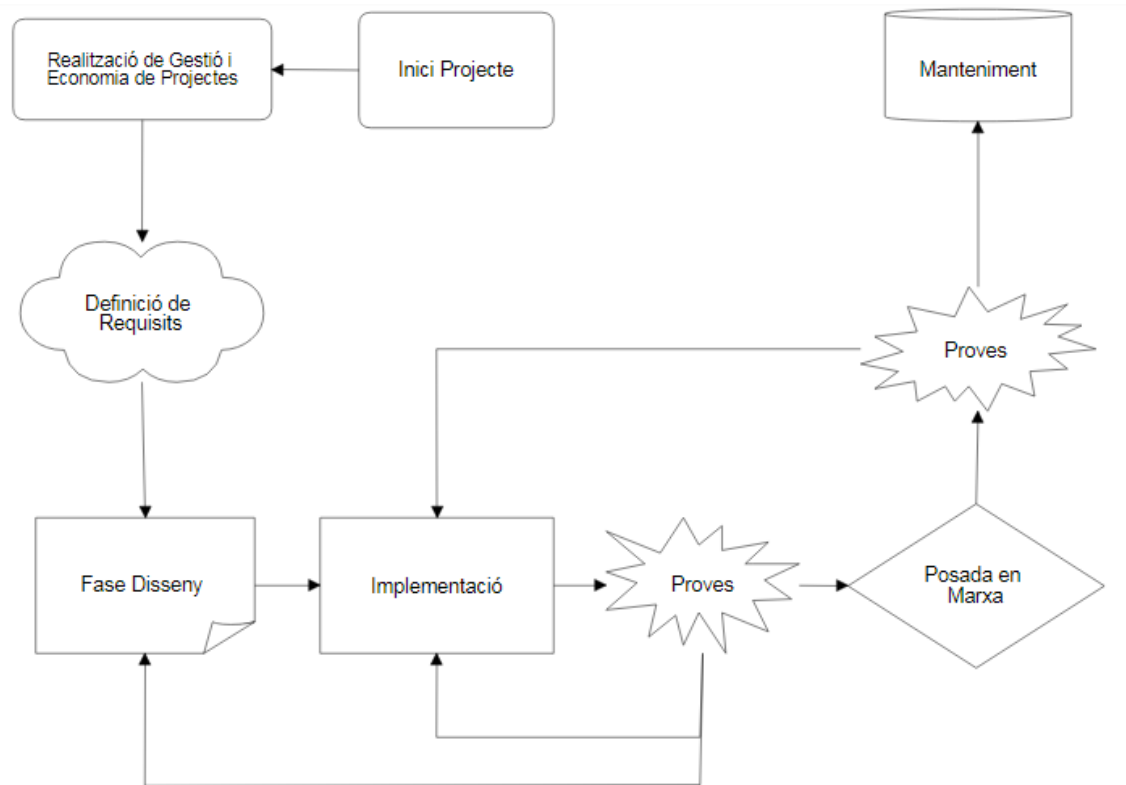 Realització de Gestió i
Economia de Projectes
Inici Projecte
Manteniment
Definició de
Requisits
Proves
Fase Disseny
Implementació
Proves
Posada en
Marxa